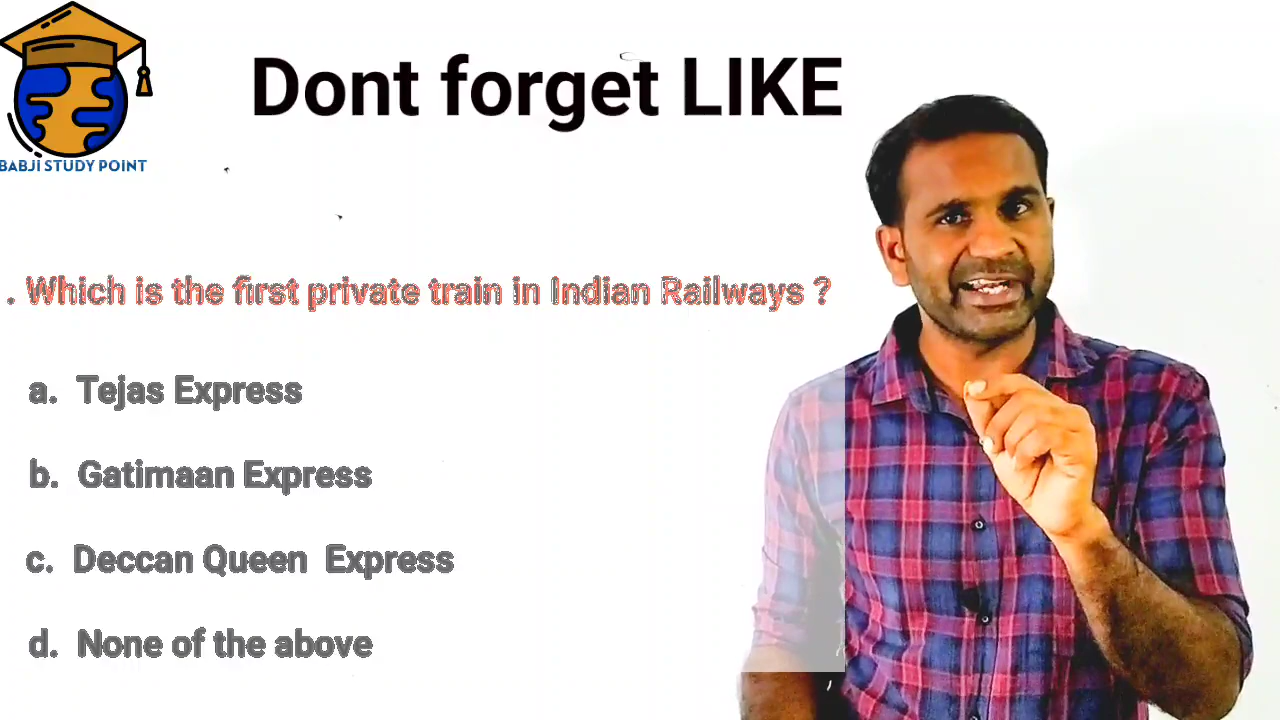 Dont forget LIKE
BABJI STUDY POINT
. Which is the first private train in Indian Railways ?
a. Tejas Express
b. Gatimaan Express
c. Deccan Queen Express
d. None of the above